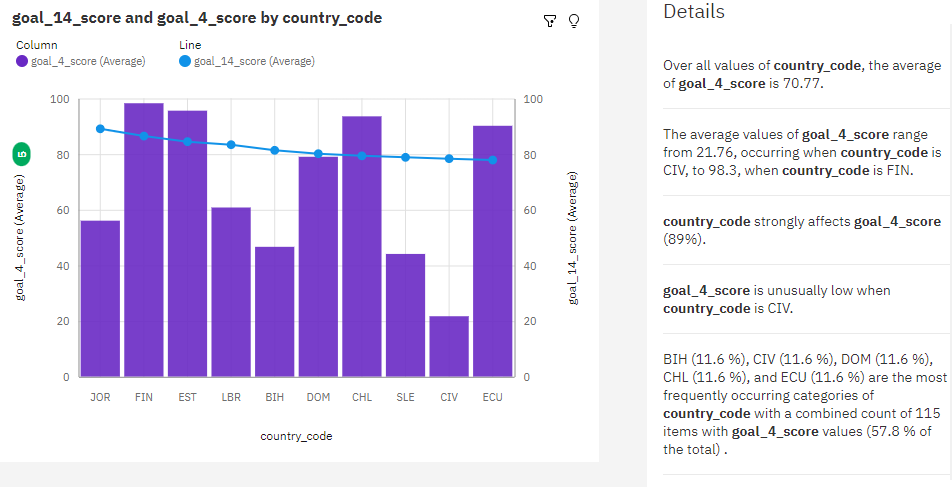 goal_14_score and goal_4_score by country_code
Column
goal_4_score (Average)
Line
goal_14_score (Average)
100
80
60
40
20
0
goal_4_score (Average)
100
80
60
40
20
0
goal_14_score (Average)
JOR FIN EST LBR BIH DOM CHL SLE CIV ECU
country_code
Details
Over all values of country_code, the average
of goal_4_score is 70.77.
The average values of goal_4_score range
from 21.76, occurring when country_code is
CIV, to 98.3, when country_code is FIN.
country_code strongly affects goal_4_score
(89%).
goal_4_score is unusually low when
country_code is CIV.
BIH (11.6 %), CIV (11.6 %), DOM (11.6 %),
CHL (11.6 %), and ECU (11.6 %) are the most
frequently occurring categories of
country_code with a combined count of 115
items with goal_4_score values (57.8 % of
the total) .